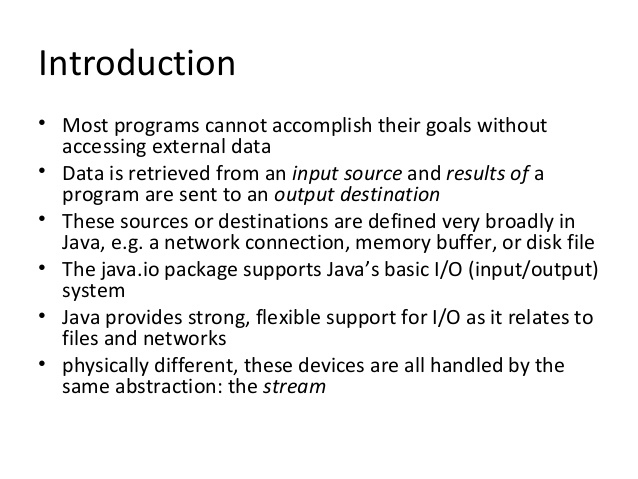 Introduction
• Most programs cannot accomplish their goals without
accessing external data
• Data is retrieved from an input source and results of a
program are sent to an output destination
• These sources or destinations are defined very broadly in
Java, e.g. a network connection, memory buffer, or disk file
• The java.io package supports Java’s basic I/O (input/output)
system
• Java provides strong, flexible support for I/O as it relates to
files and networks
• physically different, these devices are all handled by the
same abstraction: the stream